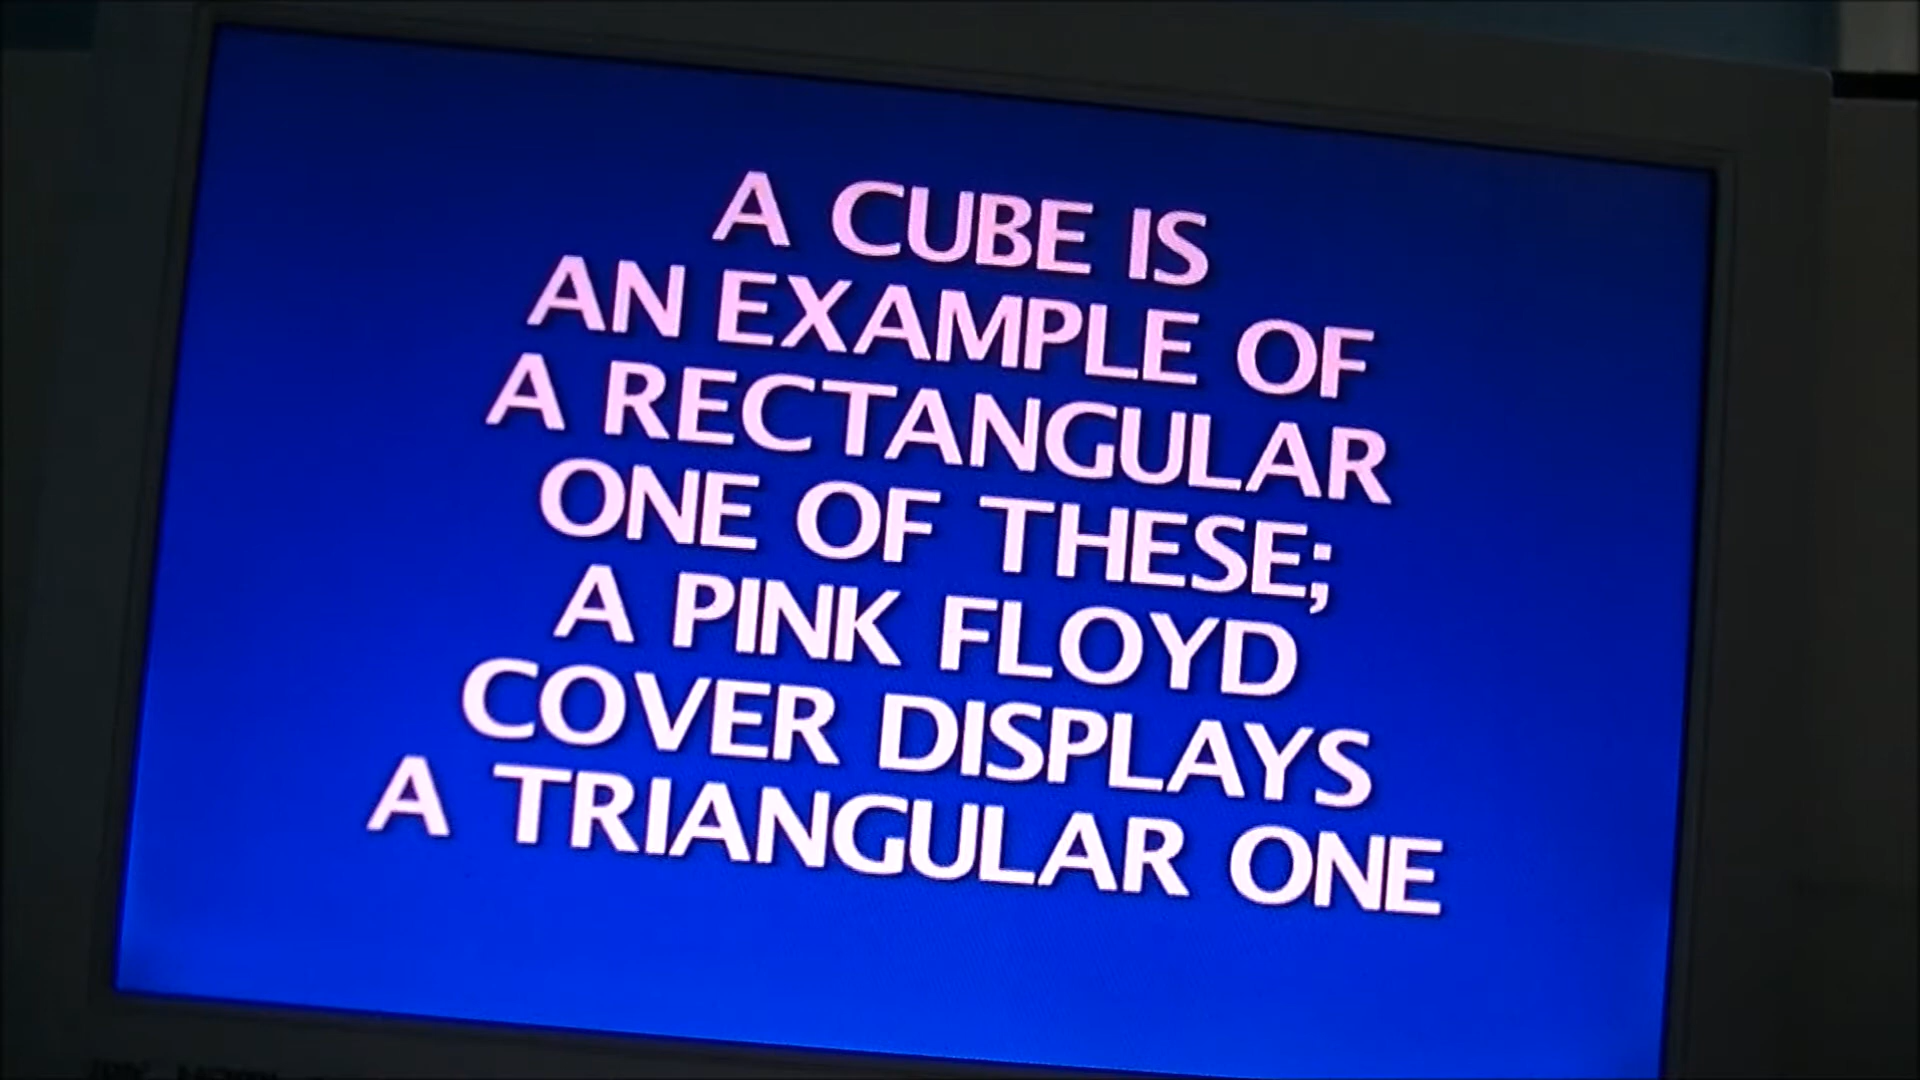 A CUBE IS
AN EXAMPLE OF
A RECTANGULAR
ONE OF THESE;
A PINK FLOYD
COVER DISPLAYS
A TRIANGULAR ONE